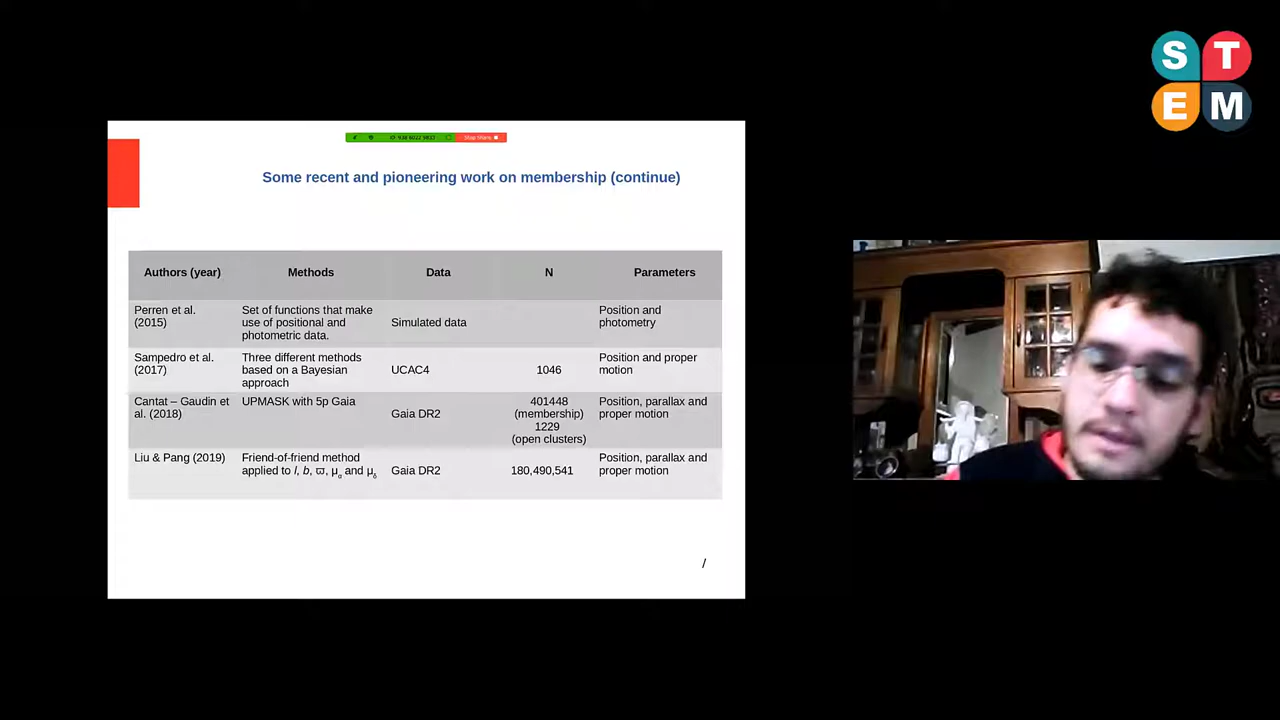 S T
E M
Stop Share
Some recent and pioneering work on membership (continue)
Authors (year) Methods Data N Parameters
Perren et al. (2015)
Set of functions that make
use of positional and
photometric data.
Simulated data
Position and
photometry
Sampedro et al.
(2017)
Three different methods
based on a Bayesian
approach
UCAC4
1046
Position and proper
motion
Cantat – Gaudin et
al. (2018)
UPMASK with 5p Gaia
Gaia DR2
401448
(membership)
1229
(open clusters)
Position, parallax and
proper motion
Liu & Pang (2019)
Friend-of-friend method
applied to l, b, ϖ, μα and μδ
Gaia DR2
180,490,541
Position, parallax and
proper motion
/